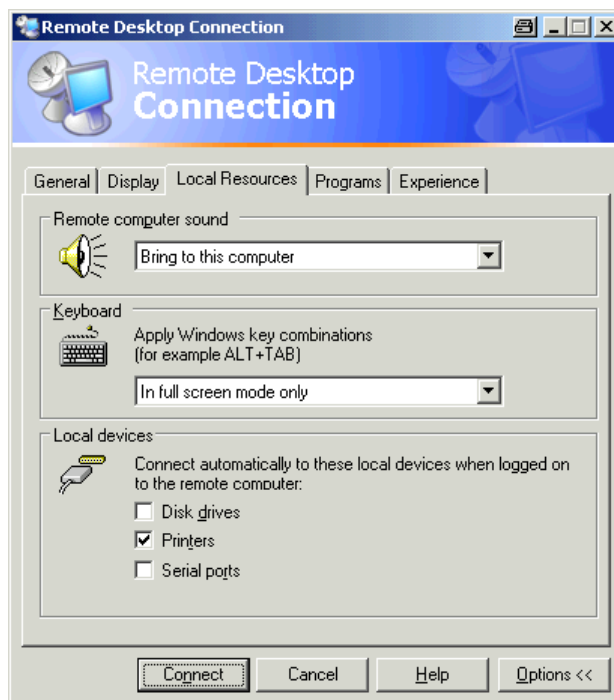 Remote Desktop Connection
Remote Desktop
Connection
General Display Local Resources Programs Experience
Remote computer sound
Bring to this computer
Keyboard
Apply Windows key combinations
(for example ALT+TAB)
In full screen mode only
Local devices
Connect automatically to these local devices when logged on
to the remote computer:
Disk drives
Printers
Serial ports
Connect Cancel Help Options <<